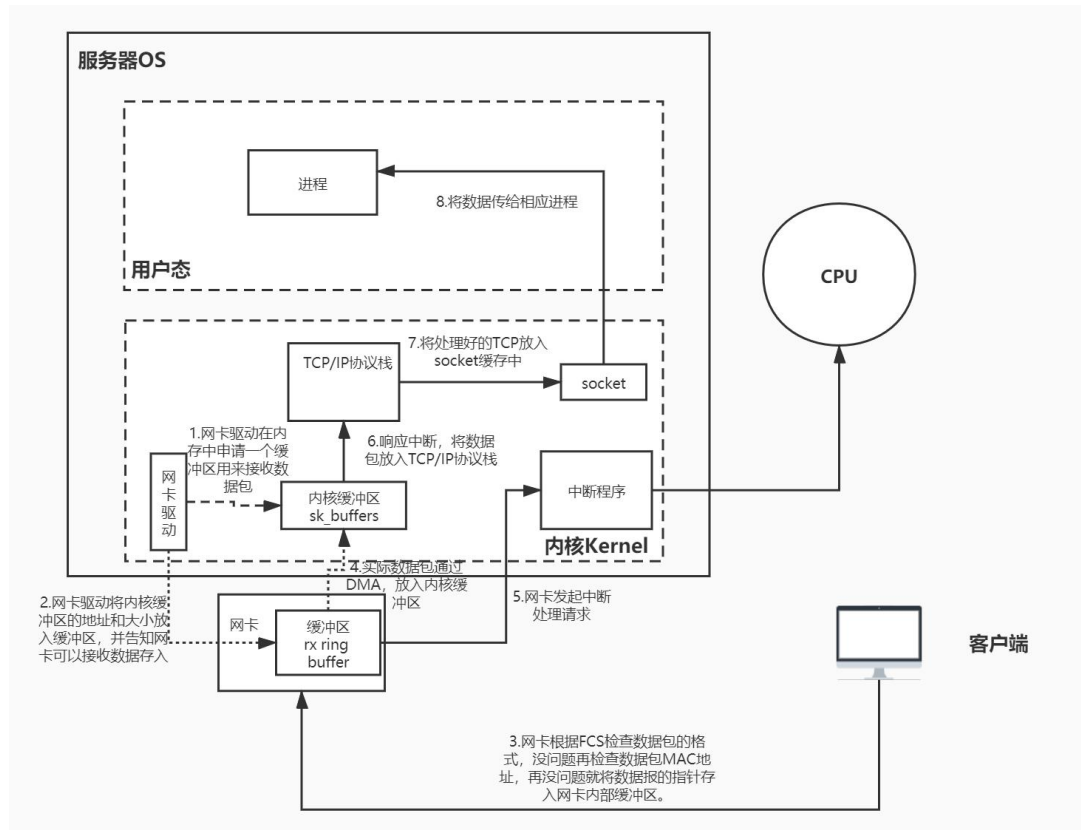 服务器OS
进程
8.将数据传给相应进程
用户态
CPU
TCP/IP协议栈
7.将处理好的TCP放入
socket缓存中
socket
1.网卡驱动在内
存中申请一个缓
冲区用来接收数
据包
6.响应中断，将数据
包放入TCP/IP协议栈
网
卡
驱
动
内核缓冲区
sk_buffers
中断程序
内核Kernel
4.实际数据包通过
DMA，放入内核缓
冲区
2.网卡驱动将内核缓
冲区的地址和大小放
入缓冲区，并告知网
卡可以接收数据存入
网卡
缓冲区
rx ring
buffer
5.网卡发起中断
处理请求
客户端
3.网卡根据FCS检查数据包的格
式，没问题再检查数据包MAC地
址，再没问题就将数据报的指针存
入网卡内部缓冲区。